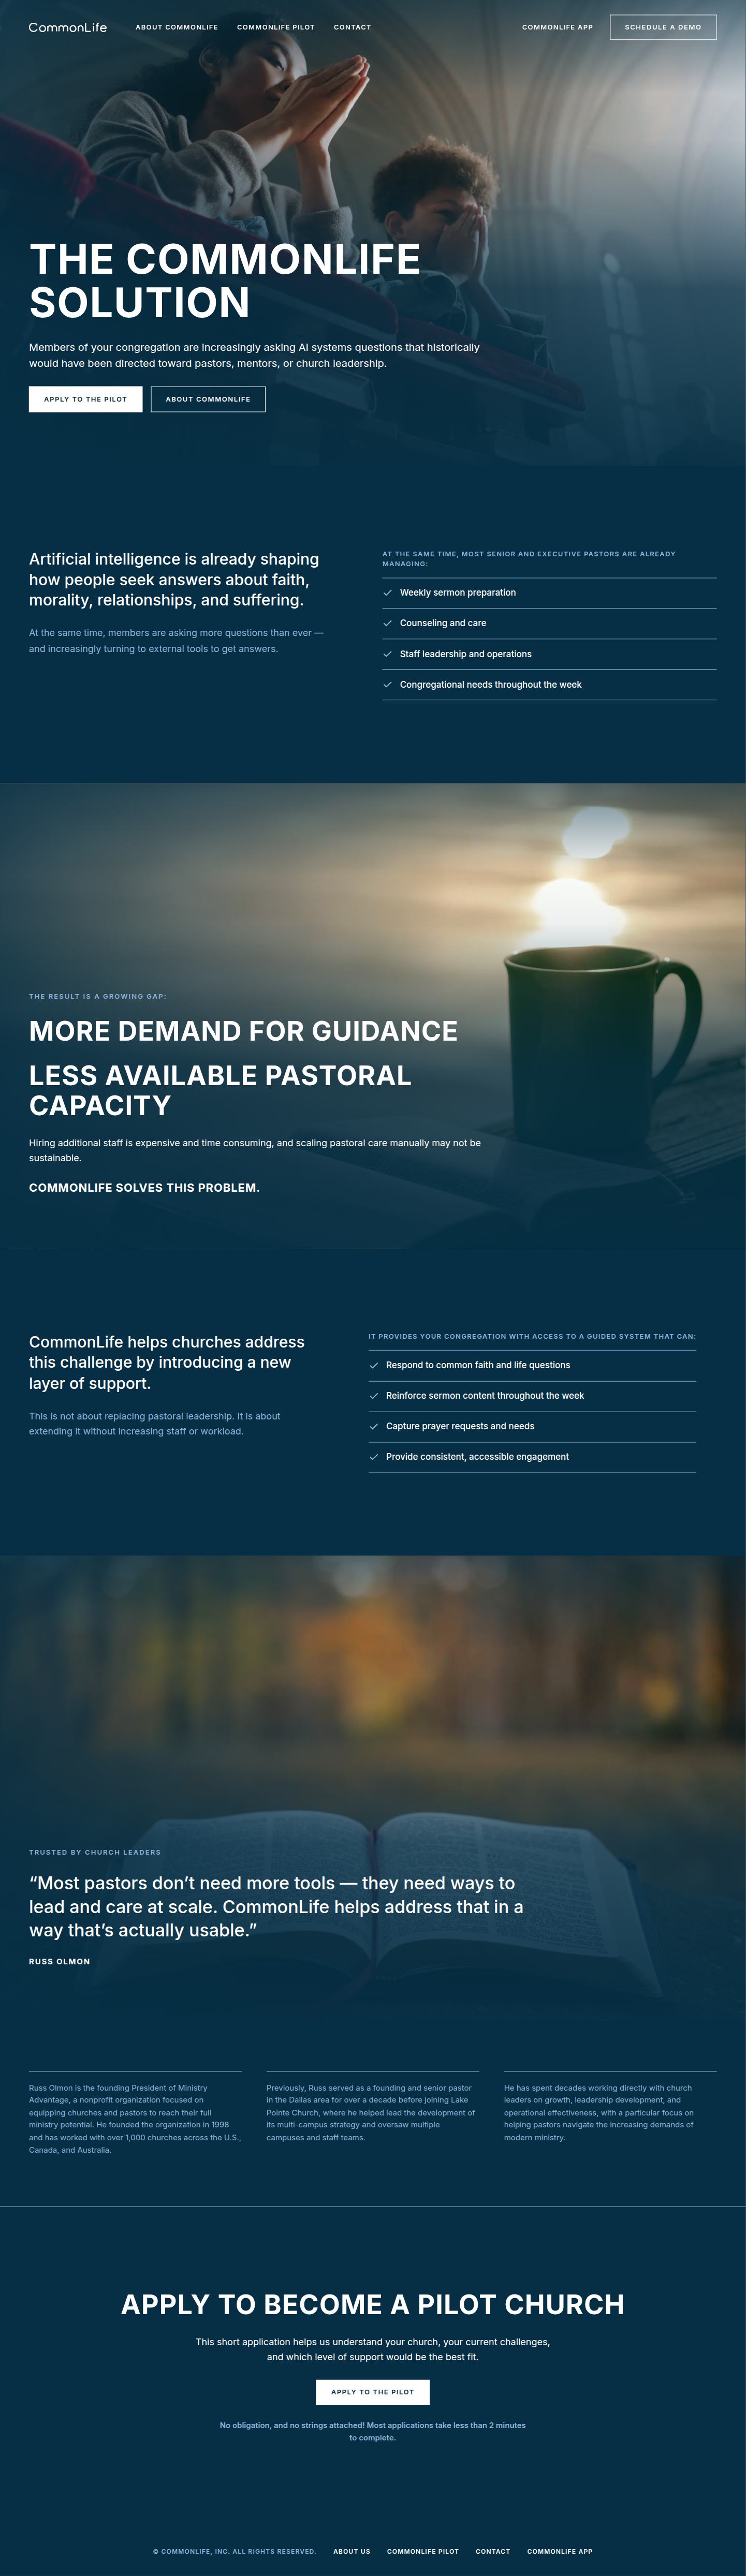 CommonLife
ABOUT COMMONLIFE
COMMONLIFE PILOT
CONTACT
COMMONLIFE APP
SCHEDULE A DEMO
THE COMMONLIFE
SOLUTION
Members of your congregation are increasingly asking AI systems questions that historically
would have been directed toward pastors, mentors, or church leadership.
APPLY TO THE PILOT
ABOUT COMMONLIFE
Artificial intelligence is already shaping
how people seek answers about faith,
morality, relationships, and suffering.
At the same time, members are asking more questions than ever —
and increasingly turning to external tools to get answers.
AT THE SAME TIME, MOST SENIOR AND EXECUTIVE PASTORS ARE ALREADY
MANAGING:
Weekly sermon preparation
Counseling and care
Staff leadership and operations
Congregational needs throughout the week
THE RESULT IS A GROWING GAP:
MORE DEMAND FOR GUIDANCE
LESS AVAILABLE PASTORAL
CAPACITY
Hiring additional staff is expensive and time consuming, and scaling pastoral care manually may not be
sustainable.
COMMONLIFE SOLVES THIS PROBLEM.
CommonLife helps churches address
this challenge by introducing a new
layer of support.
This is not about replacing pastoral leadership. It is about
extending it without increasing staff or workload.
IT PROVIDES YOUR CONGREGATION WITH ACCESS TO A GUIDED SYSTEM THAT CAN:
Respond to common faith and life questions
Reinforce sermon content throughout the week
Capture prayer requests and needs
Provide consistent, accessible engagement
TRUSTED BY CHURCH LEADERS
“Most pastors don’t need more tools — they need ways to
lead and care at scale. CommonLife helps address that in a
way that’s actually usable.”
RUSS OLMON
Russ Olmon is the founding President of Ministry
Advantage, a nonprofit organization focused on
equipping churches and pastors to reach their full
ministry potential. He founded the organization in 1998
and has worked with over 1,000 churches across the U.S.,
Canada, and Australia.
Previously, Russ served as a founding and senior pastor
in the Dallas area for over a decade before joining Lake
Pointe Church, where he helped lead the development of
its multi-campus strategy and oversaw multiple
campuses and staff teams.
He has spent decades working directly with church
leaders on growth, leadership development, and
operational effectiveness, with a particular focus on
helping pastors navigate the increasing demands of
modern ministry.
APPLY TO BECOME A PILOT CHURCH
This short application helps us understand your church, your current challenges,
and which level of support would be the best fit.
APPLY TO THE PILOT
No obligation, and no strings attached! Most applications take less than 2 minutes
to complete.
© COMMONLIFE, INC. ALL RIGHTS RESERVED.
ABOUT US
COMMONLIFE PILOT
CONTACT
COMMONLIFE APP